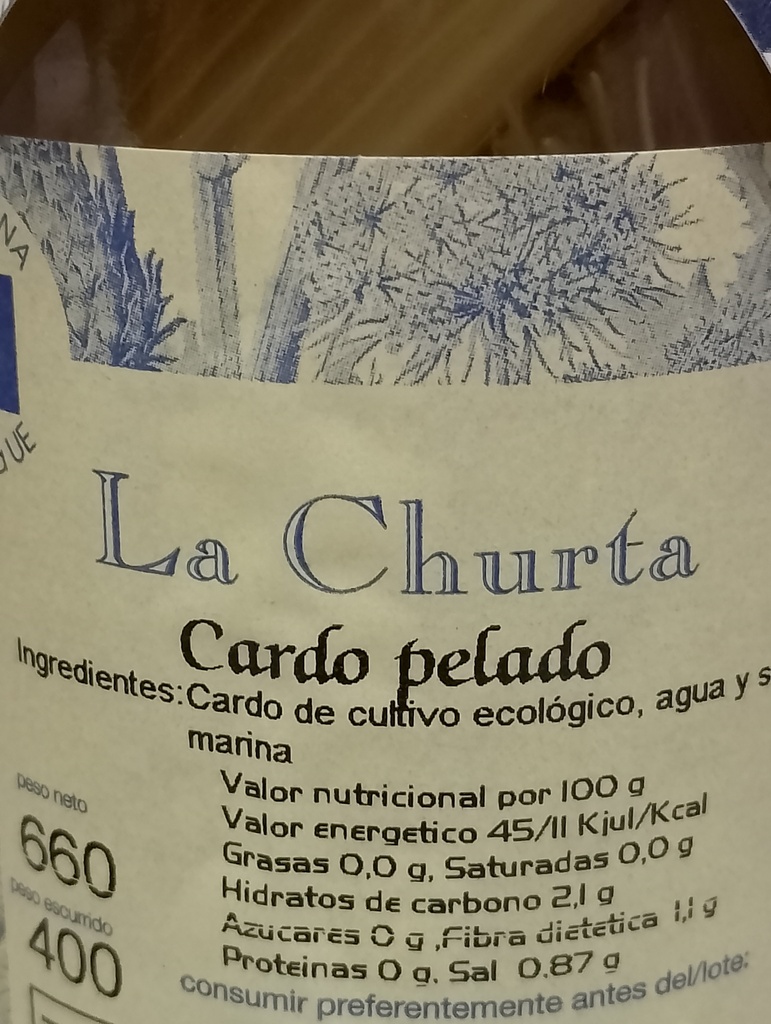 NA
UE
La Churta
Cardo pelado
Ingredientes: Cardo de cultivo ecológico, agua y s
marina
peso neto
660
peso escurrido
400
Valor nutricional por 100 g
Valor energetico 45/11 Kjul/Kcal
Grasas 0,0 g, Saturadas 0,0 g
Hidratos de carbono 2,1 g
Azucares 0 g ,Fibra dietetica 1,1 g
Proteinas 0 g. Sal 0.87 g
consumir preferentemente antes del/lote: